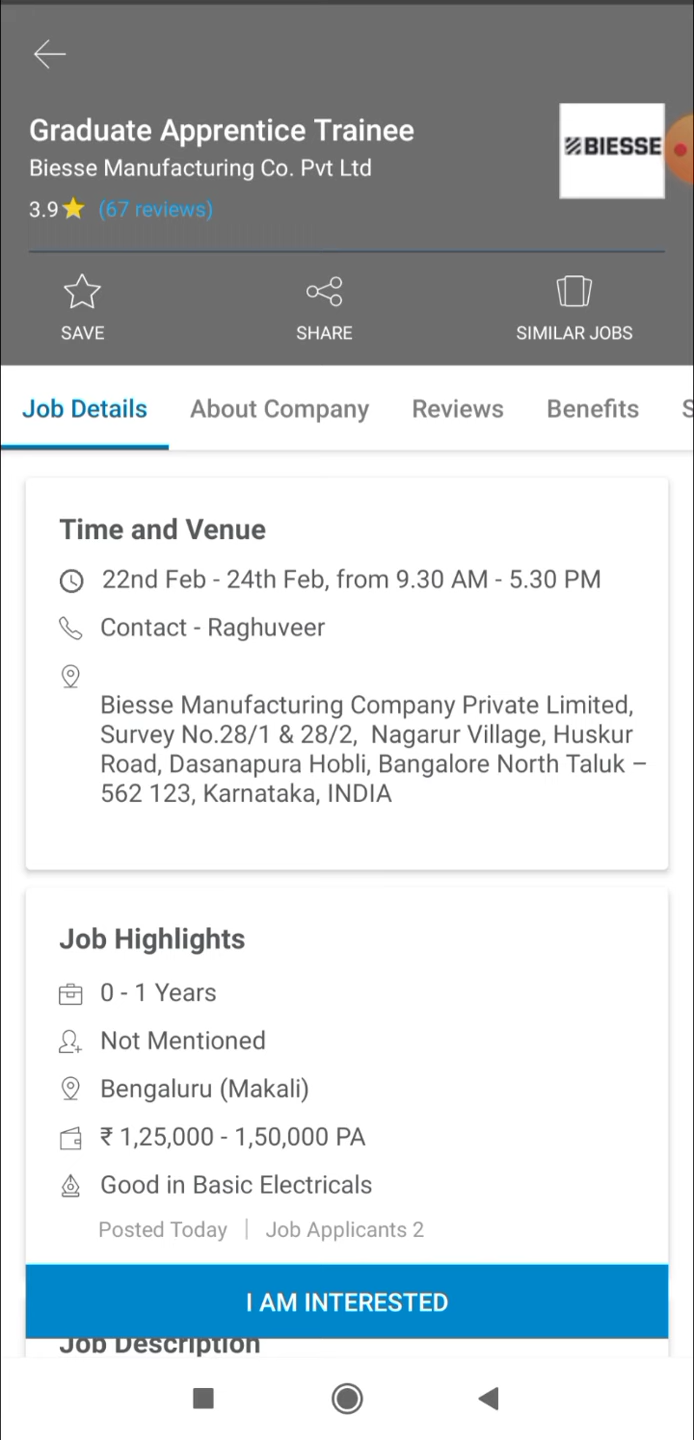 Graduate Apprentice Trainee
Biesse Manufacturing Co. Pvt Ltd
BIESSE
3.9 (67 reviews)
SAVE
SHARE
SIMILAR JOBS
Job Details
About Company
Reviews
Benefits
S
Time and Venue
22nd Feb - 24th Feb, from 9.30 AM - 5.30 PM
Contact - Raghuveer
Biesse Manufacturing Company Private Limited,
Survey No.28/1 & 28/2,  Nagarur Village, Huskur
Road, Dasanapura Hobli, Bangalore North Taluk –
562 123, Karnataka, INDIA
Job Highlights
0 - 1 Years
Not Mentioned
Bengaluru (Makali)
₹ 1,25,000 - 1,50,000 PA
Good in Basic Electricals
Posted Today | Job Applicants 2
I AM INTERESTED
Job Description